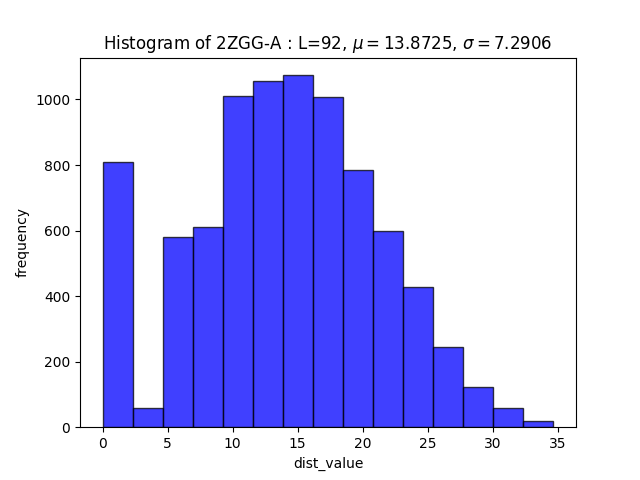 Histogram of 2ZGG-A : L=92, μ = 13.8725, σ = 7.2906
1000
800
600
400
200
0
frequency
0 5 10 15 20 25 30 35
dist_value